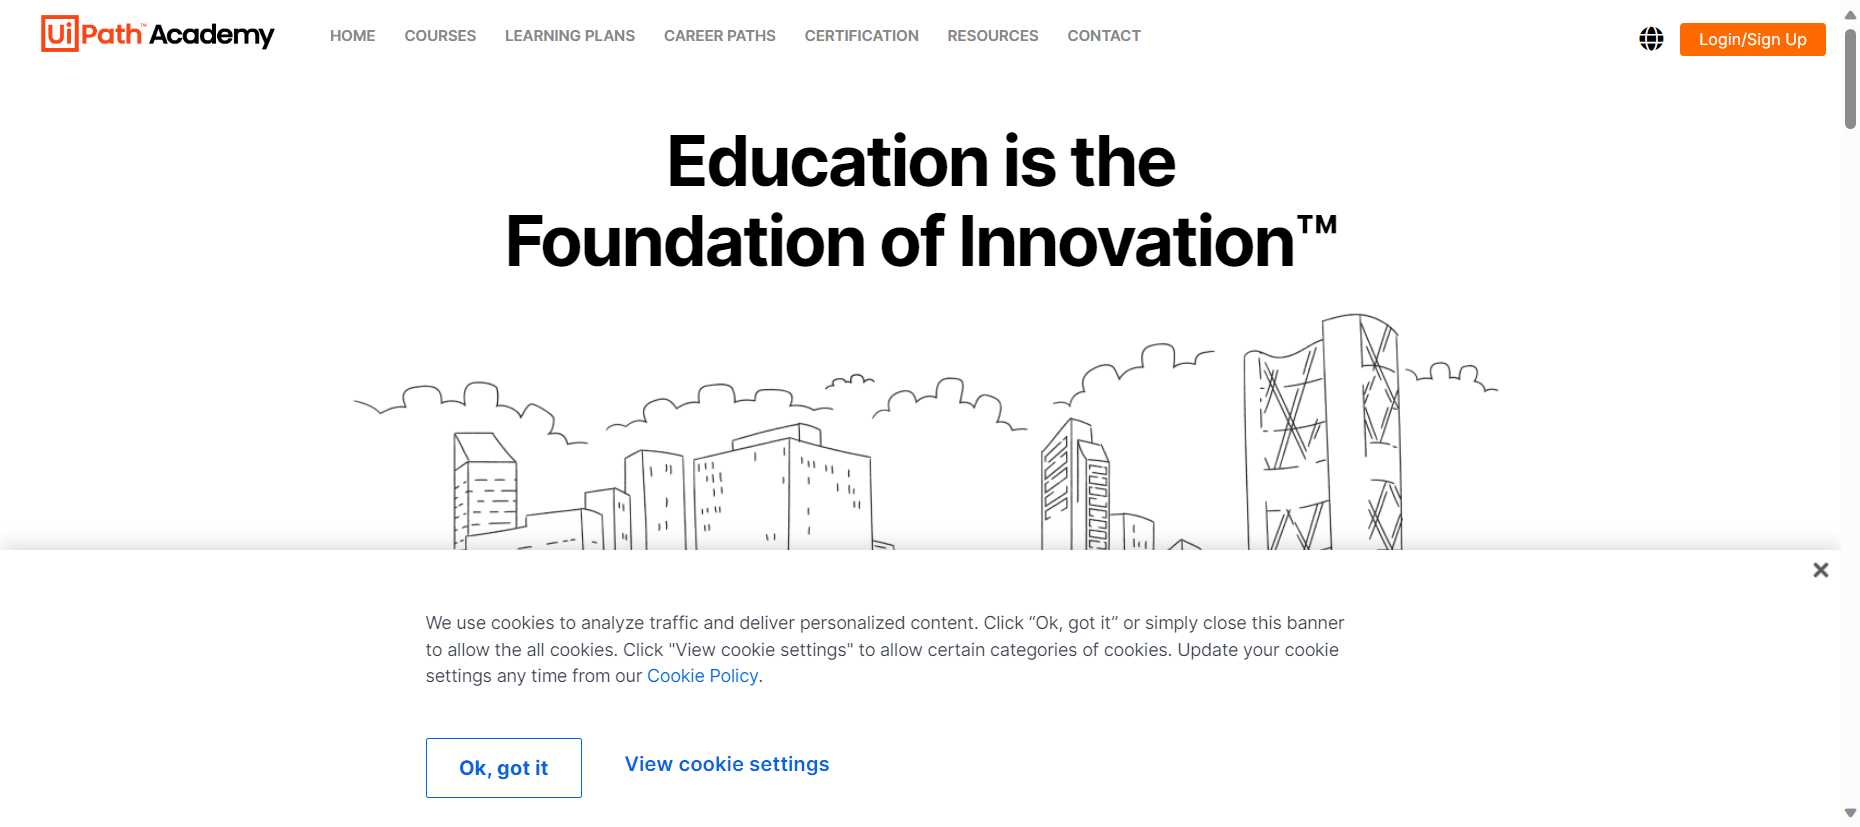 UiPath™ Academy
HOME COURSES LEARNING PLANS CAREER PATHS CERTIFICATION RESOURCES CONTACT
Login/Sign Up
Education is the
Foundation of Innovation™
We use cookies to analyze traffic and deliver personalized content. Click “Ok, got it” or simply close this banner
to allow the all cookies. Click "View cookie settings" to allow certain categories of cookies. Update your cookie
settings any time from our Cookie Policy.
Ok, got it
View cookie settings